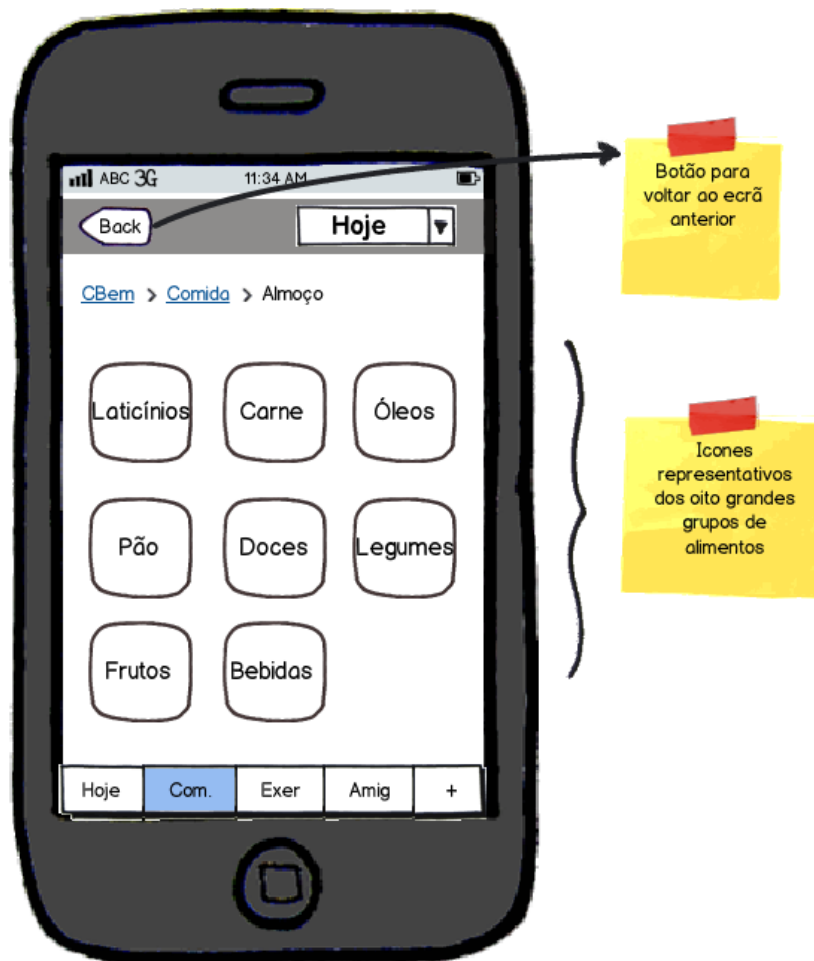 ABC 3G 11:34 AM
Back
Hoje
CBem > Comida > Almoço
Laticínios Carne Óleos
Pão Doces Legumes
Frutos Bebidas
Hoje Com. Exer Amig +
Botão para
voltar ao ecrã
anterior
Icones
representativos
dos oito grandes
grupos de
alimentos